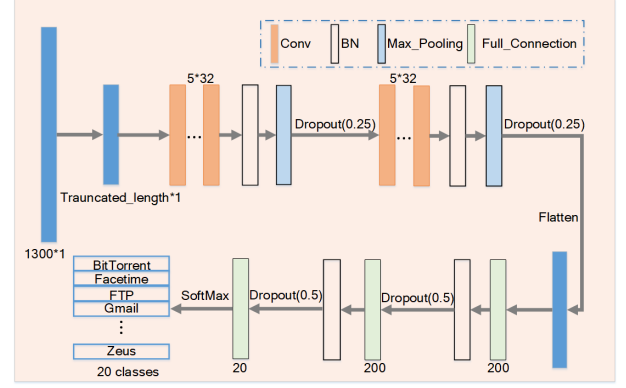 Conv BN Max_Pooling Full_Connection
5*32 5*32
... Dropout(0.25) ... Dropout(0.25)
Trauncated_length*1
Flatten
1300*1
BitTorrent
Facetime
FTP
Gmail
⋮
Zeus
20 classes
SoftMax Dropout(0.5) Dropout(0.5)
20 200 200